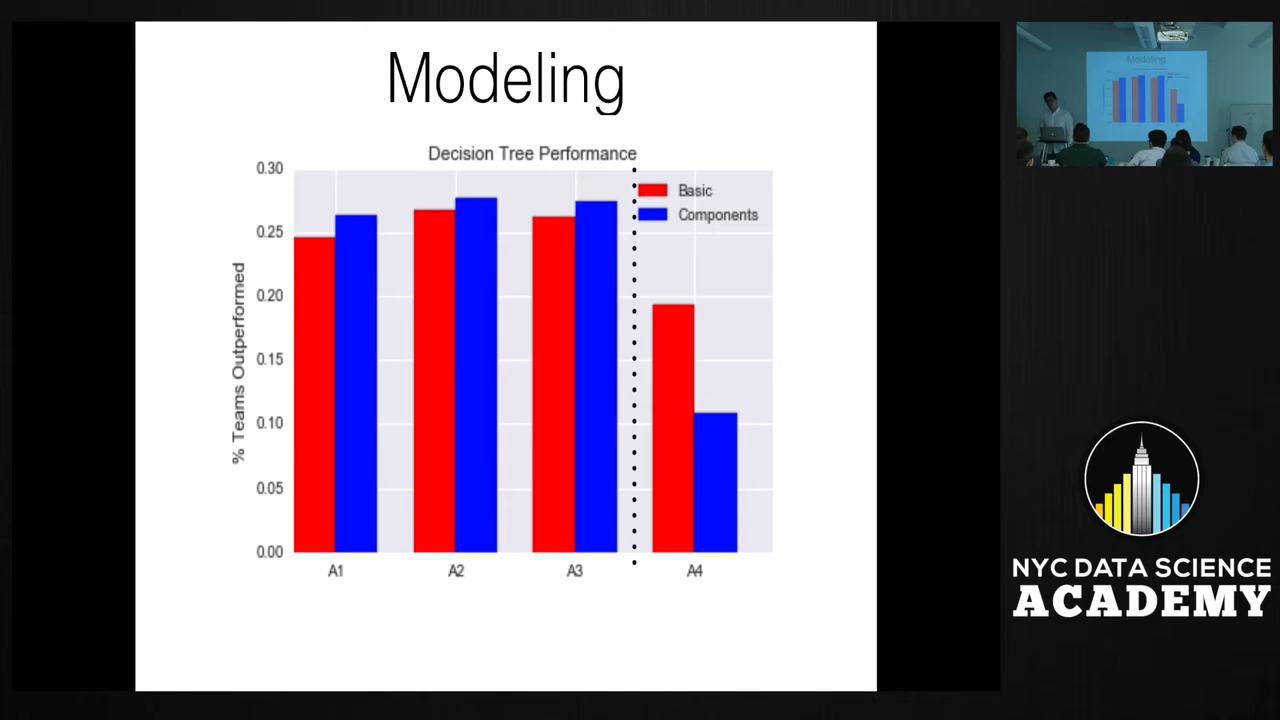 Modeling
Decision Tree Performance
% Teams Outperformed
0.30
0.25
0.20
0.15
0.10
0.05
0.00
Basic
Components
A1
A2
A3
A4
Modeling
NYC DATA SCIENCE
ACADEMY